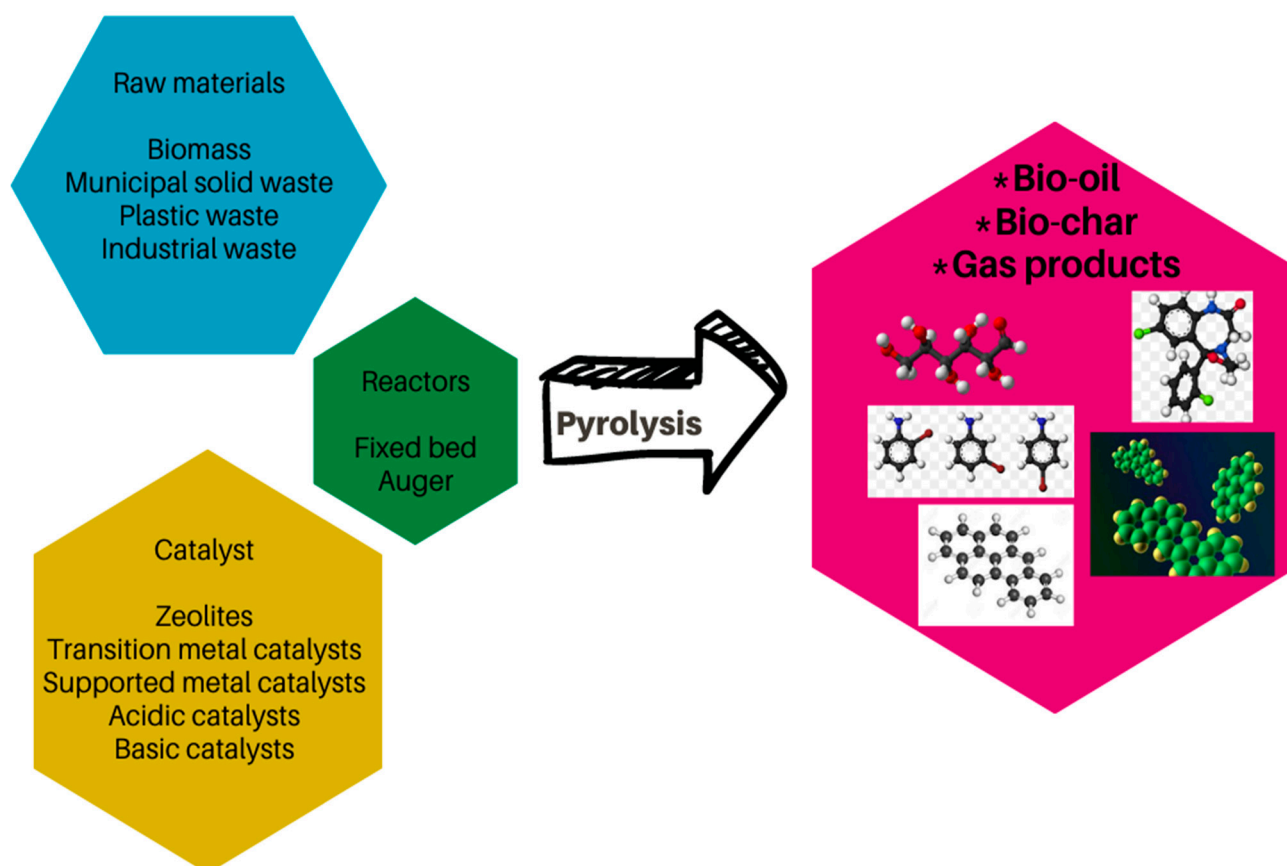 Raw materials
Biomass
Municipal solid waste
Plastic waste
Industrial waste
Reactors
Fixed bed
Auger
Catalyst
Zeolites
Transition metal catalysts
Supported metal catalysts
Acidic catalysts
Basic catalysts
Pyrolysis
*Bio-oil
*Bio-char
*Gas products